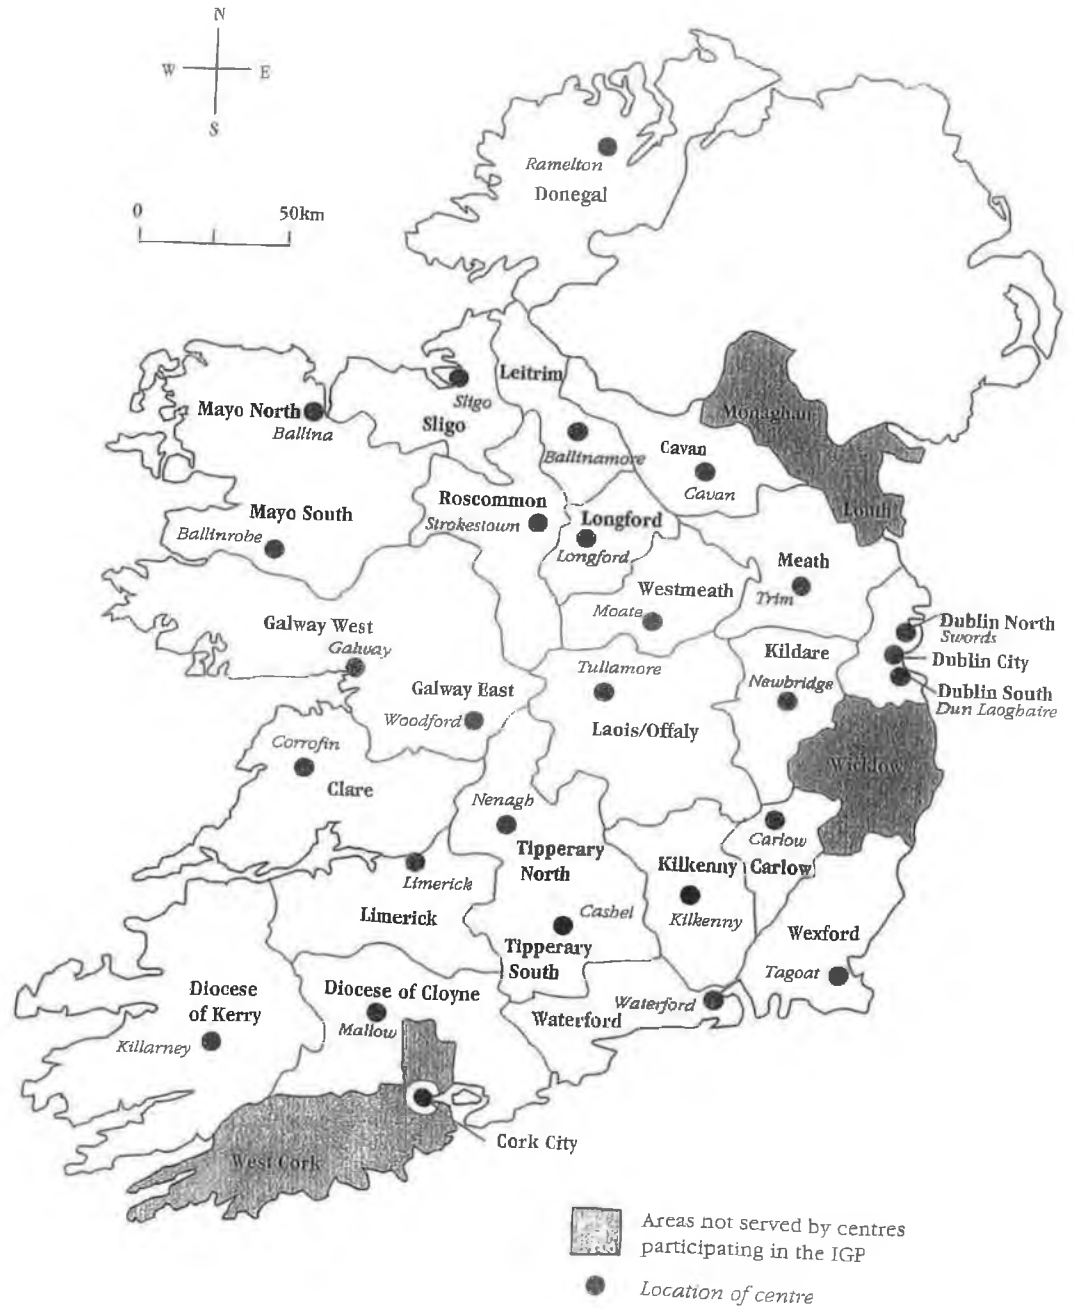 N
W E
S
0 50km
Ramelton
Donegal
Leitrim
Sligo
Sligo
Mayo North
Ballina
Monaghan
Ballinamore
Cavan
Cavan
Roscommon
Strokestown
Longford
Longford
Louth
Mayo South
Ballinrobe
Meath
Trim
Westmeath
Moate
Galway West
Galway
Dublin North
Swords
Dublin City
Dublin South
Dun Laoghaire
Kildare
Newbridge
Tullamore
Laois/Offaly
Galway East
Woodford
Corrofin
Clare
Wicklow
Nenagh
Tipperary
North
Carlow
Carlow
Kilkenny
Kilkenny
Limerick
Limerick
Cashel
Tipperary
South
Wexford
Tagoat
Diocese
of Kerry
Killarney
Diocese of Cloyne
Mallow
Waterford
Waterford
Cork City
West Cork
Areas not served by centres
participating in the IGP
Location of centre